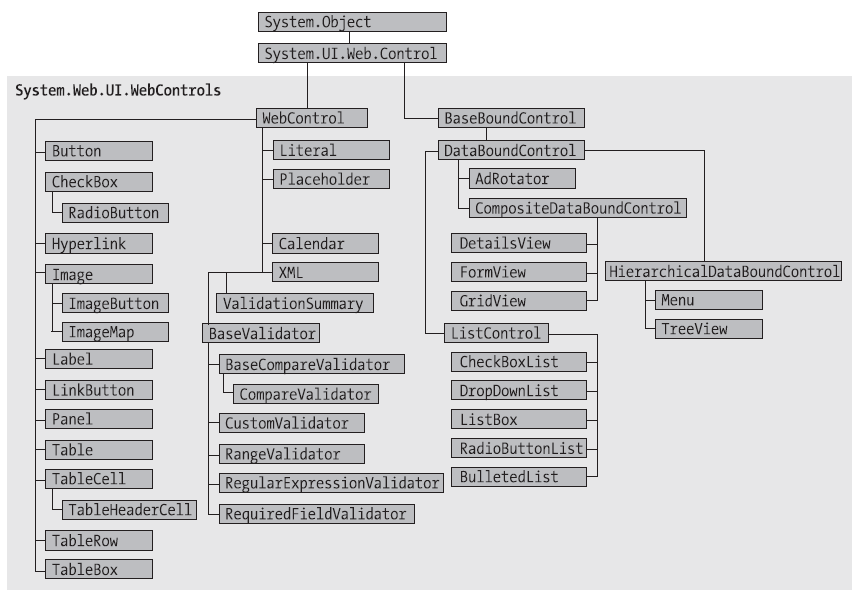 System.Object
System.UI.Web.Control
System.Web.UI.WebControls
WebControl
Button
CheckBox
RadioButton
Hyperlink
Image
ImageButton
ImageMap
Label
LinkButton
Panel
Table
TableCell
TableHeaderCell
TableRow
TableBox
Literal
Placeholder
Calendar
XML
ValidationSummary
BaseValidator
BaseCompareValidator
CompareValidator
CustomValidator
RangeValidator
RegularExpressionValidator
RequiredFieldValidator
BaseBoundControl
DataBoundControl
AdRotator
CompositeDataBoundControl
DetailsView
FormView
GridView
ListControl
CheckBoxList
DropDownList
ListBox
RadioButtonList
BulletedList
HierarchicalDataBoundControl
Menu
TreeView